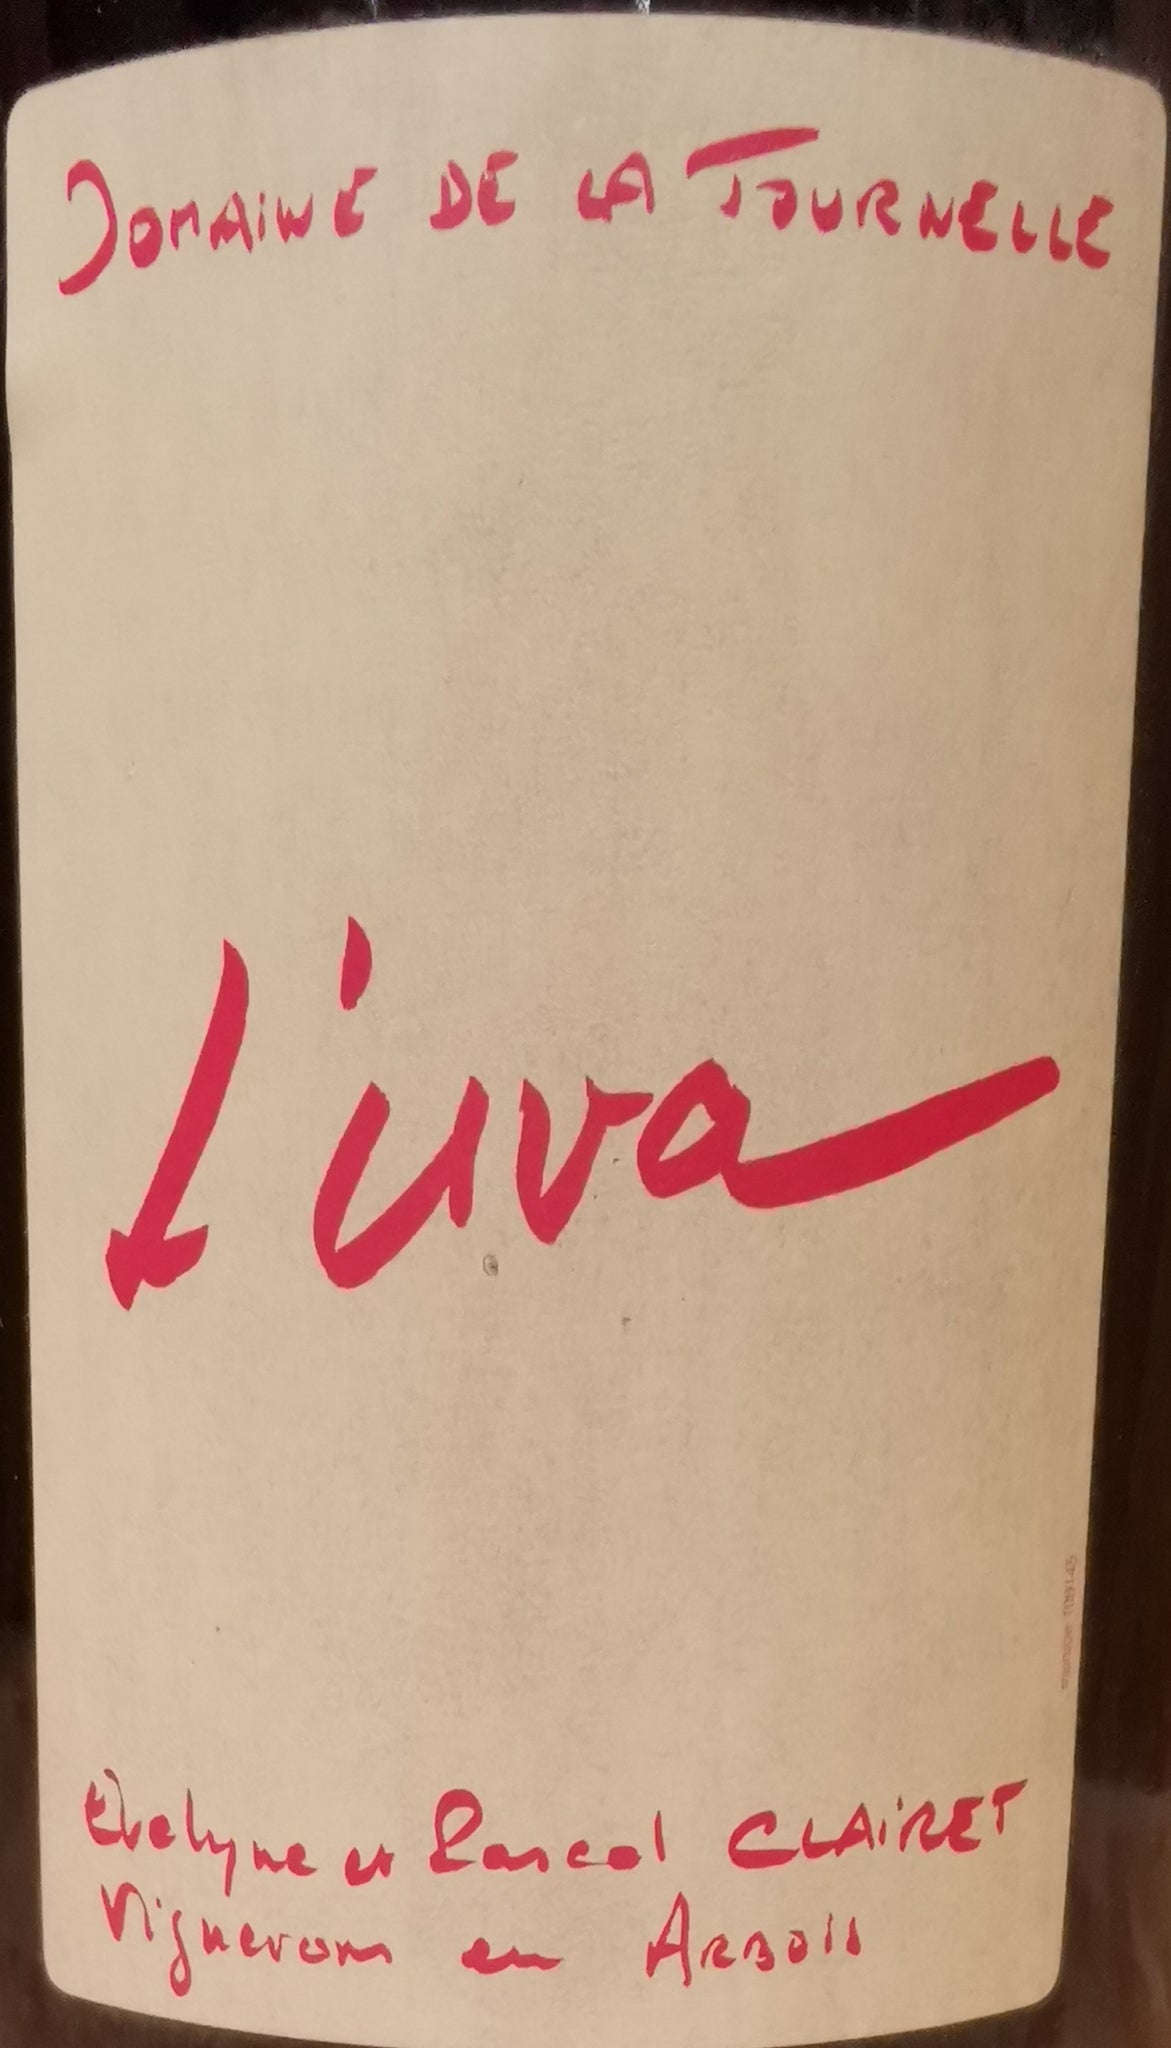 DOMAINE DE LA TOURNELLE
L'uva
Evelyne et Pascal CLAIRET
Vignerons en ARBOIS